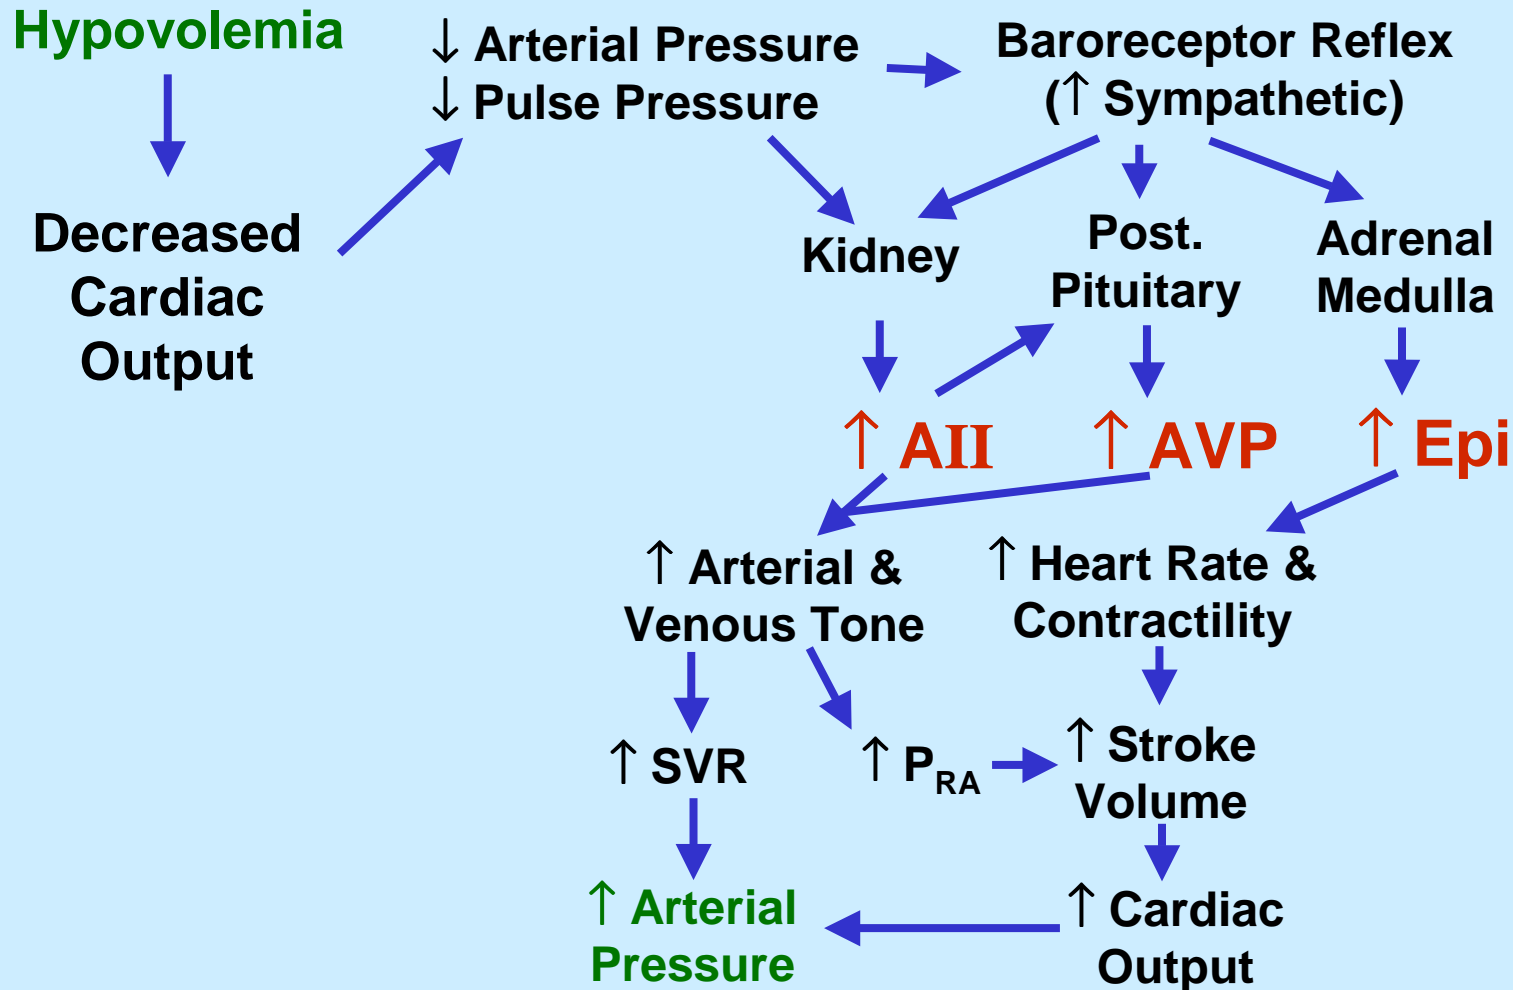 Hypovolemia
Decreased
Cardiac
Output
↓ Arterial Pressure
↓ Pulse Pressure
Baroreceptor Reflex
(↑ Sympathetic)
Kidney
Post.
Pituitary
Adrenal
Medulla
↑ AII
↑ AVP
↑ Epi
↑ Arterial &
Venous Tone
↑ Heart Rate &
Contractility
↑ SVR
↑ PRA
↑ Stroke
Volume
↑ Arterial
Pressure
↑ Cardiac
Output